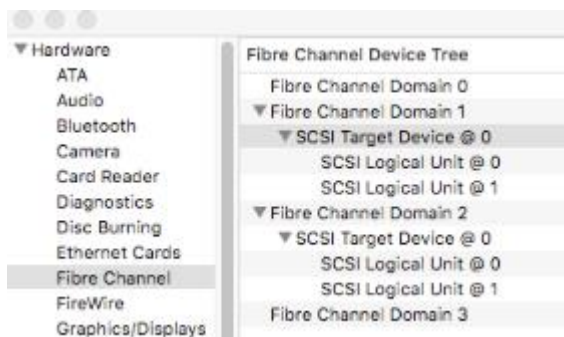 Hardware
ATA
Audio
Bluetooth
Camera
Card Reader
Diagnostics
Disc Burning
Ethernet Cards
Fibre Channel
FireWire
Graphics/Displays
Fibre Channel Device Tree
Fibre Channel Domain 0
Fibre Channel Domain 1
SCSI Target Device @ 0
SCSI Logical Unit @ 0
SCSI Logical Unit @ 1
Fibre Channel Domain 2
SCSI Target Device @ 0
SCSI Logical Unit @ 0
SCSI Logical Unit @ 1
Fibre Channel Domain 3